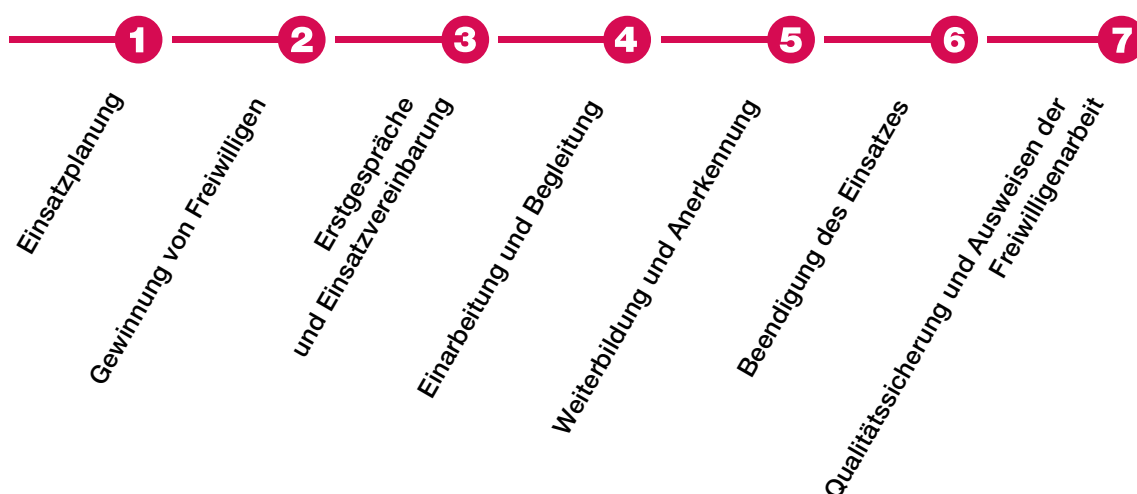 1 2 3 4 5 6 7
Einsatzplanung
Gewinnung von Freiwilligen
Erstgespräche
und Einsatzvereinbarung
Einarbeitung und Begleitung
Weiterbildung und Anerkennung
Beendigung des Einsatzes
Qualitätssicherung und Ausweisen der
Freiwilligenarbeit